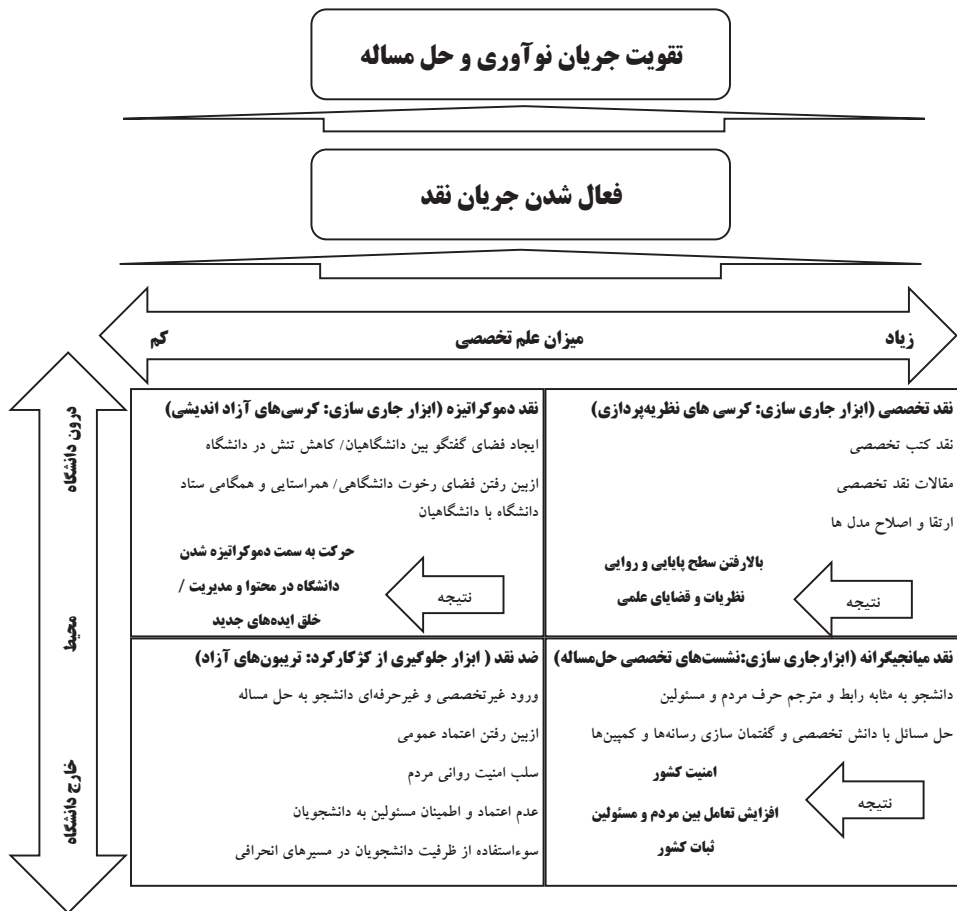 تقویت جریان نوآوری و حل مساله
فعال شدن جریان نقد
زیاد
میزان علم تخصصی
کم
درون دانشگاه
محیط
خارج دانشگاه
نقد تخصصی (ابزار جاری سازی: کرسی های نظریه‌پردازی)
نقد کتب تخصصی
مقالات نقد تخصصی
ارتقا و اصلاح مدل ها
نتیجه
بالارفتن سطح پایایی و روایی
نظریات و قضایای علمی
نقد دموکراتیزه (ابزار جاری سازی: کرسی‌های آزاد اندیشی)
ایجاد فضای گفتگو بین دانشگاهیان/ کاهش تنش در دانشگاه
ازبین رفتن فضای رخوت دانشگاهی/ همراستایی و همگامی ستاد
دانشگاه با دانشگاهیان
نتیجه
حرکت به سمت دموکراتیزه شدن
دانشگاه در محتوا و مدیریت /
خلق ایده‌های جدید
نقد میانجیگرانه (ابزارجاری سازی:نشست‌های تخصصی حل‌مساله)
دانشجو به مثابه رابط و مترجم حرف مردم و مسئولین
حل مسائل با دانش تخصصی و گفتمان سازی رسانه‌ها و کمپین‌ها
نتیجه
امنیت کشور
افزایش تعامل بین مردم و مسئولین
ثبات کشور
ضد نقد ( ابزار جلوگیری از کژکارکرد: تریبون‌های آزاد)
ورود غیرتخصصی و غیرحرفه‌ای دانشجو به حل مساله
ازبین رفتن اعتماد عمومی
سلب امنیت روانی مردم
عدم اعتماد و اطمینان مسئولین به دانشجویان
سوءاستفاده از ظرفیت دانشجویان در مسیرهای انحرافی